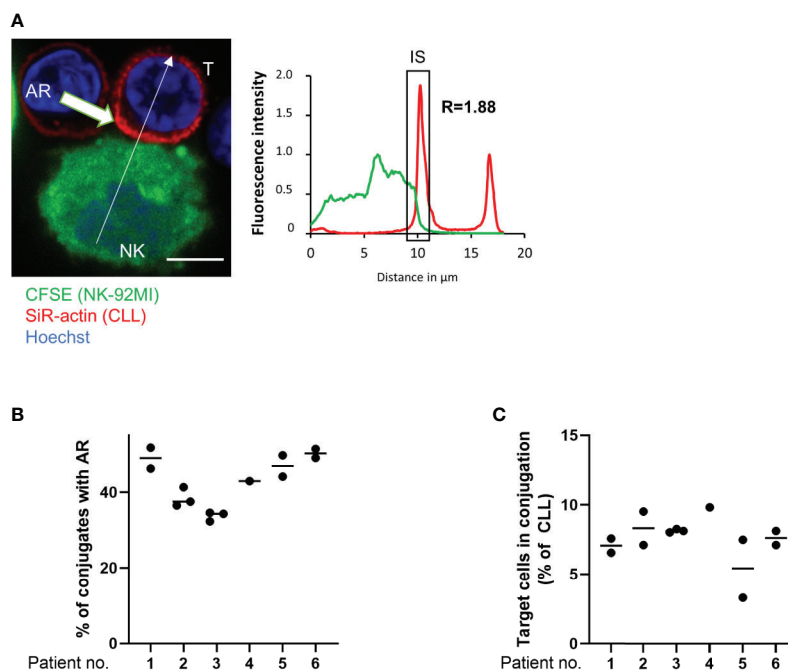 A
AR
T
NK
CFSE (NK-92MI)
SiR-actin (CLL)
Hoechst
IS
R=1.88
Fluorescence intensity
2.0
1.5
1.0
0.5
0
0 5 10 15 20
Distance in µm
B
% of conjugates with AR
40
20
0
Patient no. 1 2 3 4 5 6
C
Target cells in conjugation
(% of CLL)
15
10
5
0
Patient no. 1 2 3 4 5 6